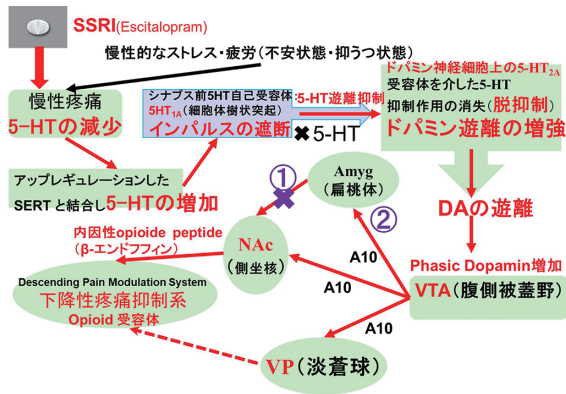 SSRI(Escitalopram)
慢性的なストレス・疲労(不安状態・抑うつ状態)
慢性疼痛
5-HTの減少
シナプス前5HT自己受容体:
5HT1A(細胞体樹状突起)
インパルスの遮断
5-HT遊離抑制
✖5-HT
ドパミン神経細胞上の5-HT2A
受容体を介した5-HT
抑制作用の消失(脱抑制)
ドパミン遊離の増強
アップレギュレーションした
SERTと結合し5-HTの増加
①
✖
Amyg
(扁桃体)
②
DAの遊離
内因性opioide peptide
(β-エンドフフィン)
NAc
(側坐核)
A10
A10
A10
Phasic Dopamin増加
VTA(腹側被蓋野)
Descending Pain Modulation System
下降性疼痛抑制系
Opioid 受容体
VP(淡蒼球)